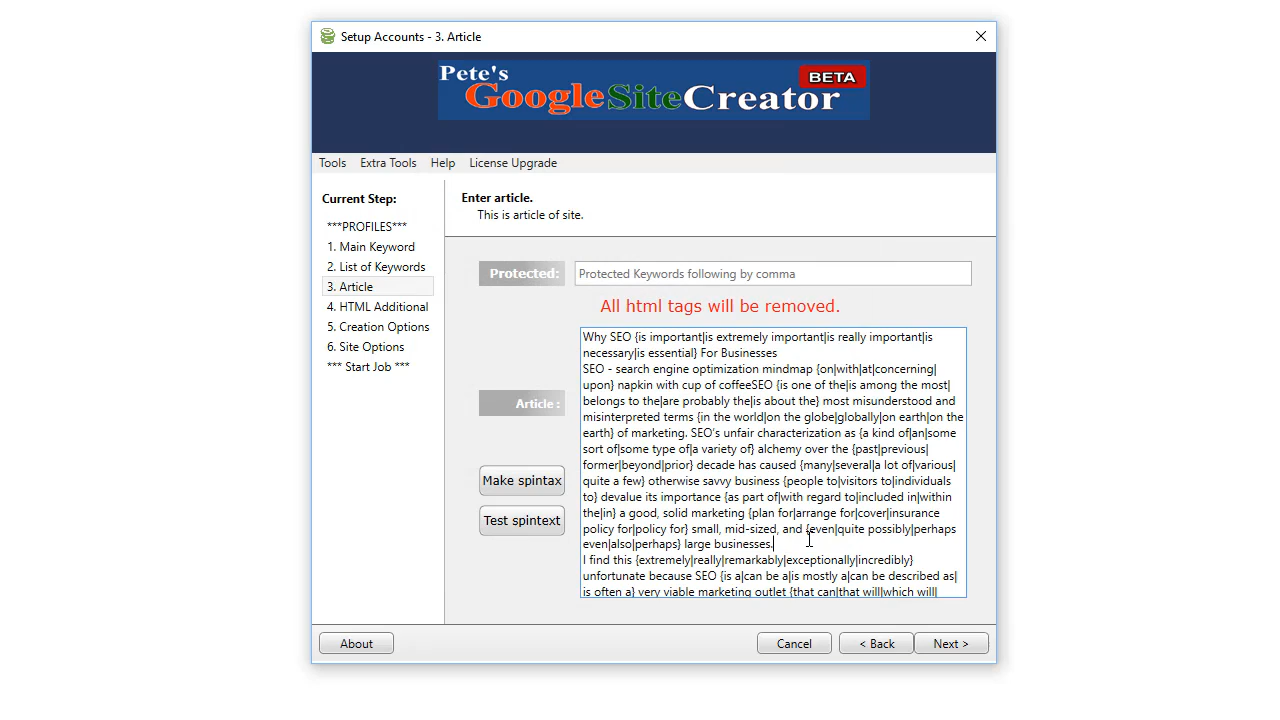 Setup Accounts - 3. Article
Pete's
BETA
GoogleSiteCreator
Tools Extra Tools Help License Upgrade
Current Step:
***PROFILES***
1. Main Keyword
2. List of Keywords
3. Article
4. HTML Additional
5. Creation Options
6. Site Options
*** Start Job ***
Enter article.
This is article of site.
Protected:
Protected Keywords following by comma
All html tags will be removed.
Article :
Make spintax
Test spintext
Why SEO {is important|is extremely important|is really important|is
necessary|is essential} For Businesses
SEO - search engine optimization mindmap {on|with|at|concerning|
upon} napkin with cup of coffeeSEO {is one of the|is among the most|
belongs to the|are probably the|is about the} most misunderstood and
misinterpreted terms {in the world|on the globe|globally|on earth|on the
earth} of marketing. SEO's unfair characterization as {a kind of|an|some
sort of|some type of|a variety of} alchemy over the {past|previous|
former|beyond|prior} decade has caused {many|several|a lot of|various|
quite a few} otherwise savvy business {people to|visitors to|individuals
to} devalue its importance {as part of|with regard to|included in|within
the|in} a good, solid marketing {plan for|arrange for|cover|insurance
policy for|policy for} small, mid-sized, and {even|quite possibly|perhaps
even|also|perhaps} large businesses.
I find this {extremely|really|remarkably|exceptionally|incredibly}
unfortunate because SEO {is a|can be a|is mostly a|can be described as|
is often a} very viable marketing outlet {that can|that will|which will|
About
Cancel
< Back
Next >